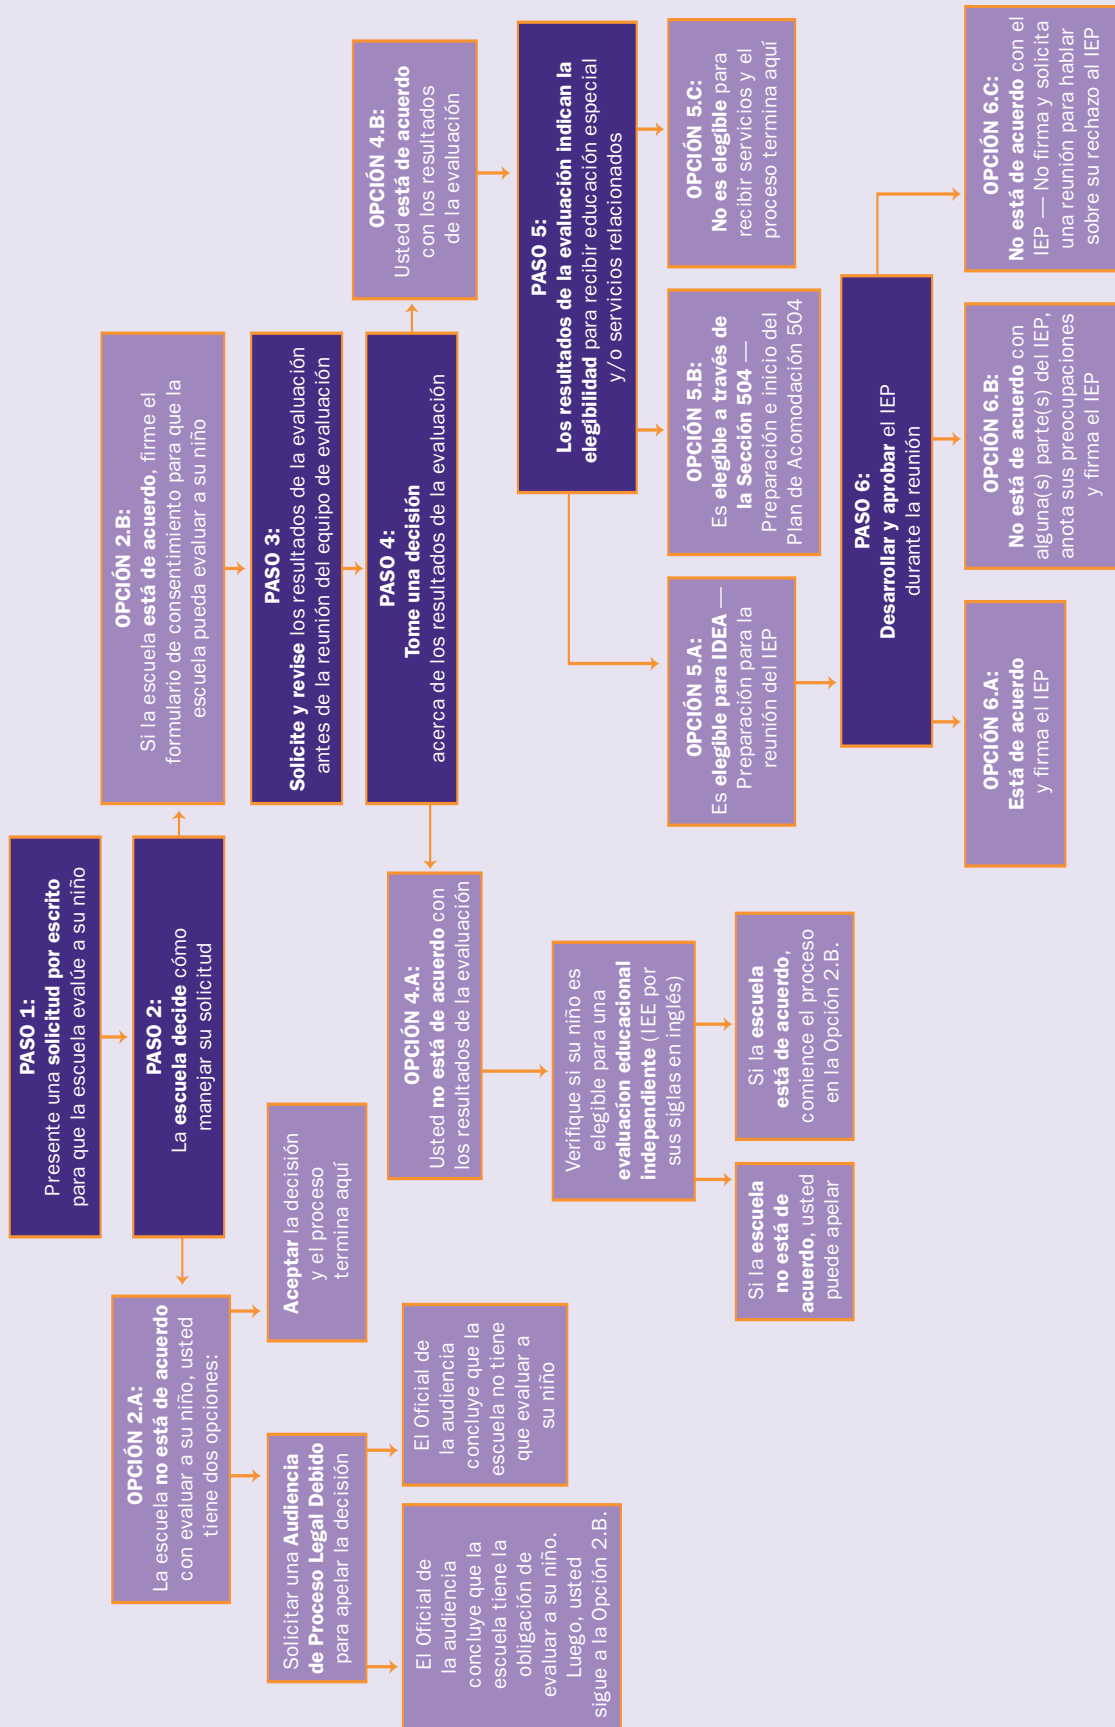 PASO 1:
Presente una solicitud por escrito
para que la escuela evalúe a su niño
PASO 2:
La escuela decide cómo
manejar su solicitud
OPCIÓN 2.A:
La escuela no está de acuerdo
con evaluar a su niño, usted
tiene dos opciones:
Solicitar una Audiencia
de Proceso Legal Debido
para apelar la decisión
El Oficial de
la audiencia
concluye que la
escuela tiene la
obligación de
evaluar a su niño.
Luego, usted
sigue a la Opción 2.B.
El Oficial de
la audiencia
concluye que la
escuela no tiene
que evaluar a
su niño
Aceptar la decisión
y el proceso
termina aquí
OPCIÓN 2.B:
Si la escuela está de acuerdo, firme el
formulario de consentimiento para que la
escuela pueda evaluar a su niño
PASO 3:
Solicite y revise los resultados de la evaluación
antes de la reunión del equipo de evaluación
PASO 4:
Tome una decisión
acerca de los resultados de la evaluación
OPCIÓN 4.A:
Usted no está de acuerdo con
los resultados de la evaluación
Verifique si su niño es
elegible para una
evaluacíon educacional
independiente (IEE por
sus siglas en inglés)
Si la escuela
no está de
acuerdo, usted
puede apelar
Si la escuela
está de acuerdo,
comience el proceso
en la Opción 2.B.
OPCIÓN 4.B:
Usted está de acuerdo
con los resultados
de la evaluación
PASO 5:
Los resultados de la evaluación indican la
elegibilidad para recibir educación especial
y/o servicios relacionados
OPCIÓN 5.A:
Es elegible para IDEA —
Preparación para la
reunión del IEP
OPCIÓN 5.B:
Es elegible a través de
la Sección 504 —
Preparación e inicio del
Plan de Acomodación 504
OPCIÓN 5.C:
No es elegible para
recibir servicios y el
proceso termina aquí
PASO 6:
Desarrollar y aprobar el IEP
durante la reunión
OPCIÓN 6.A:
Está de acuerdo
y firma el IEP
OPCIÓN 6.B:
No está de acuerdo con
alguna(s) parte(s) del IEP,
anota sus preocupaciones
y firma el IEP
OPCIÓN 6.C:
No está de acuerdo con el
IEP — No firma y solicita
una reunión para hablar
sobre su rechazo al IEP